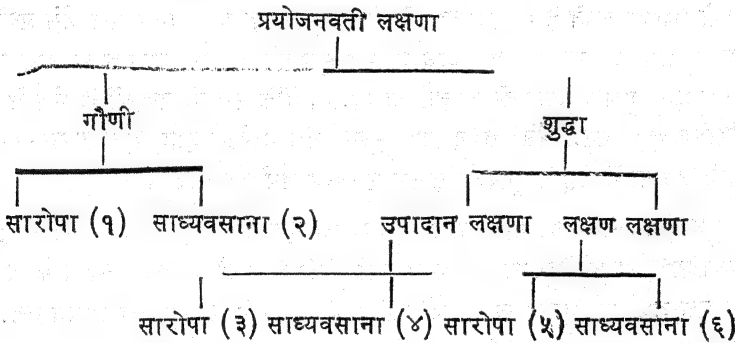 प्रयोजनवती लक्षणा
गौणी शुद्धा
सारोपा (१) साध्यवसाना (२) उपादान लक्षणा लक्षण लक्षणा
सारोपा (३) साध्यवसाना (४) सारोपा (५) साध्यवसाना (६)